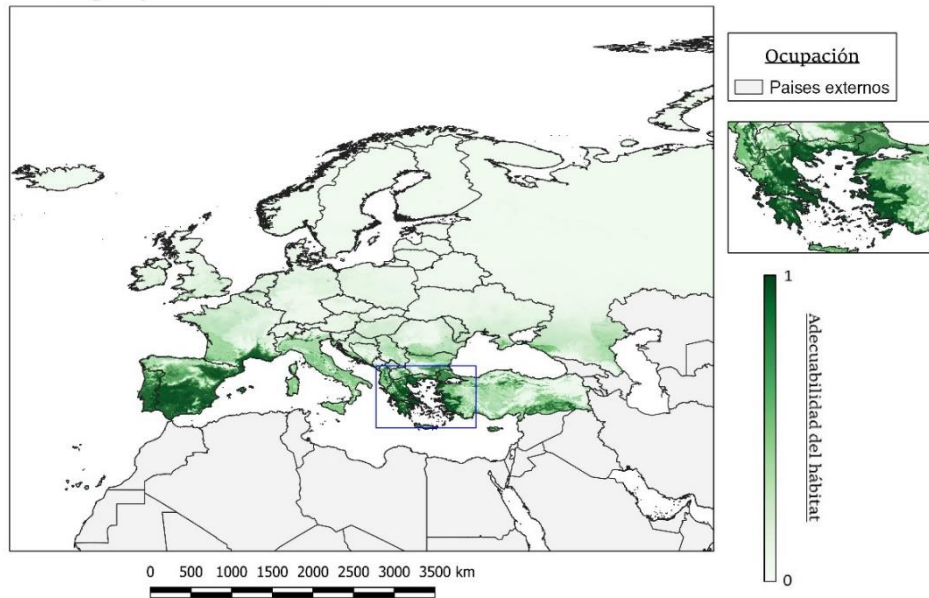 Ocupación
Paises externos
1
Adecuabilidad del hábitat
0
0 500 1000 1500 2000 2500 3000 3500 km